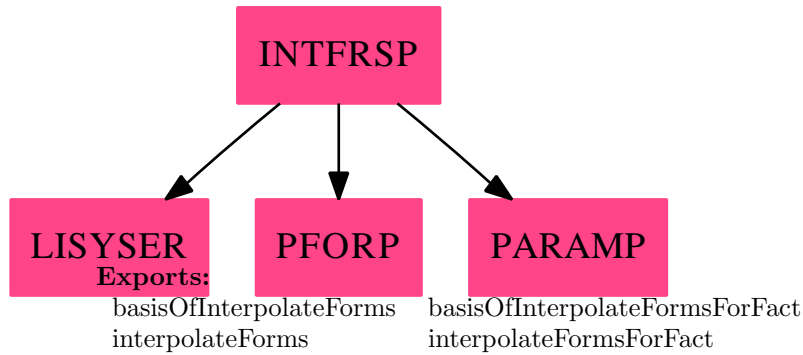 INTFRSP
LISYSER PFORP PARAMP
Exports:
basisOfInterpolateForms basisOfInterpolateFormsForFact
interpolateForms interpolateFormsForFact